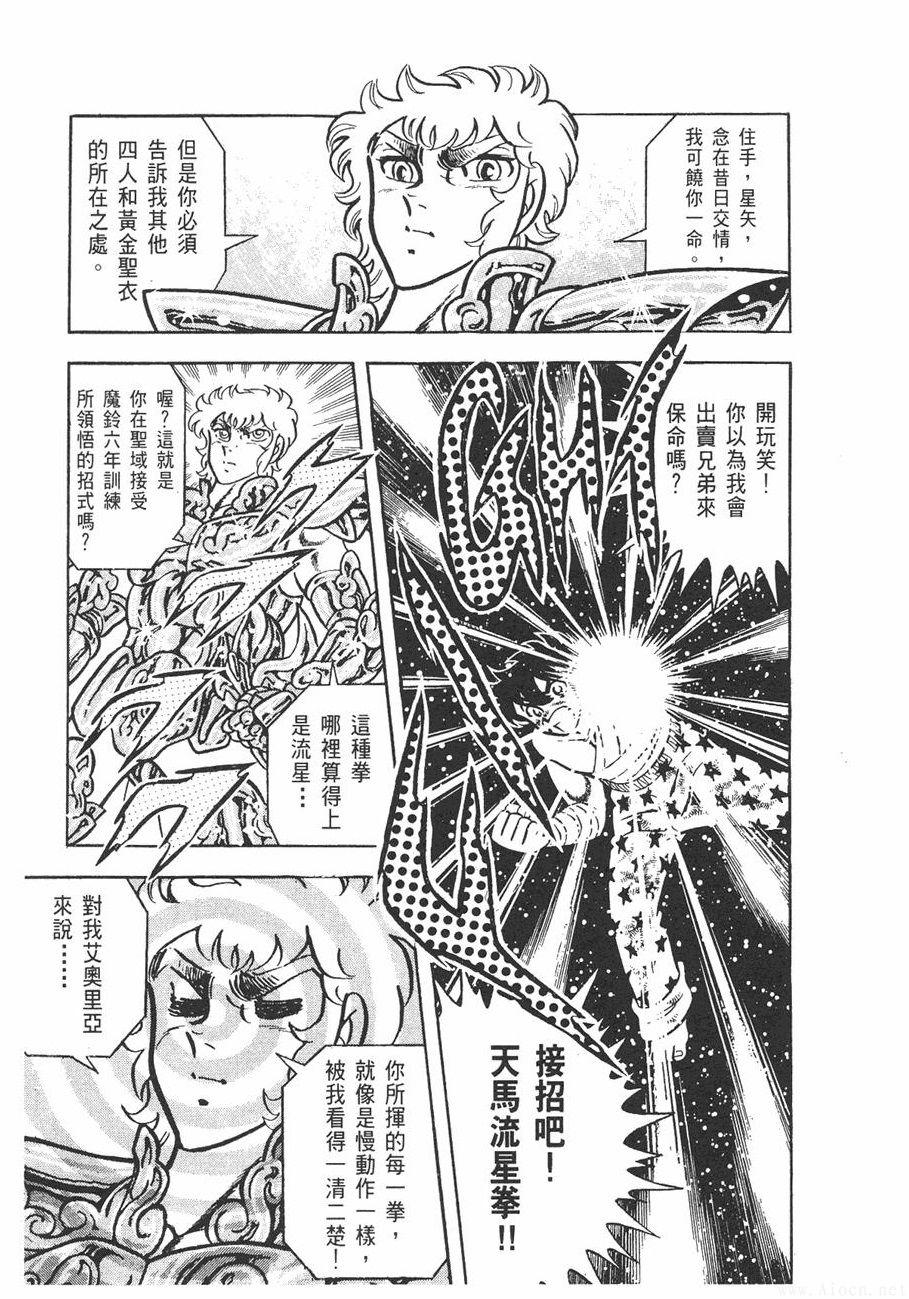 住手，星矢，
念在昔日交情，
我可饒你一命。
但是你必須
告訴我其他
四人和黃金聖衣
的所在之處。
開玩笑！
你以為我會
出賣兄弟來
保命嗎？
接招吧！
天馬流星拳!!
喔？這就是
你在聖域接受
魔鈴六年訓練
所領悟的招式嗎？
這種拳
哪裡算得上
是流星…
你所揮的每一拳，
就像是慢動作一樣，
被我看得一清二楚！
對我艾奧里亞
來說……
www.Aiocn.net